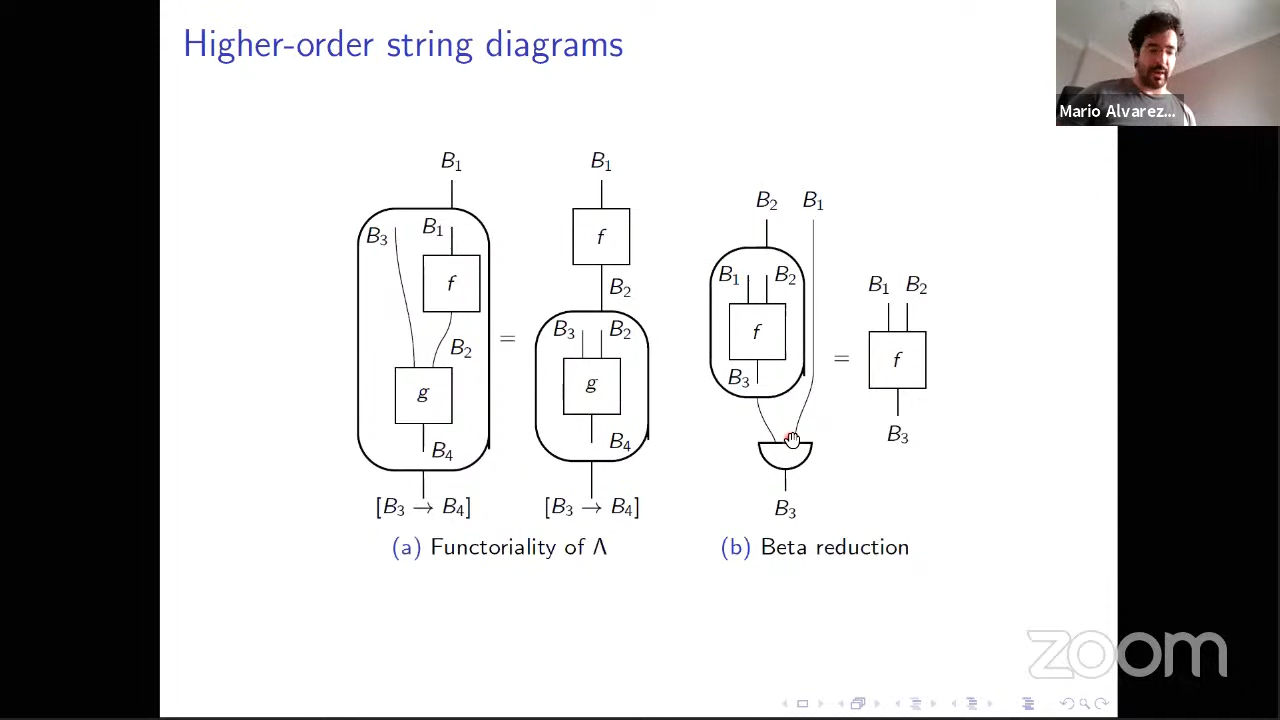 Higher-order string diagrams
Mario Alvarez...
B₁
B₃
B₁
f
B₂
g
B₄
[B₃ → B₄]
=
B₁
f
B₂
B₃ B₂
g
B₄
[B₃ → B₄]
(a) Functoriality of Λ
B₂ B₁
B₁ B₂
f
B₃
B₃
=
B₁ B₂
f
B₃
(b) Beta reduction
zoom